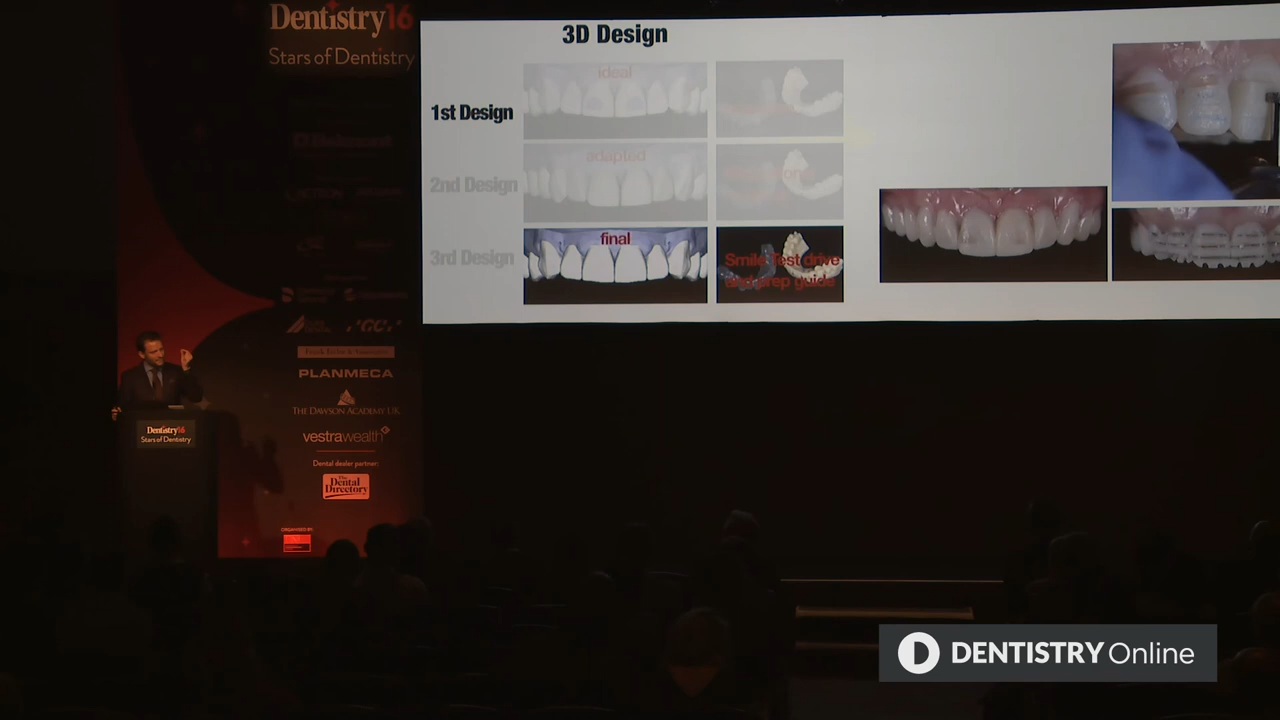 Dentistry16
Stars of Dentistry
3D Design
1st Design
ideal
2nd Design
adapted
3rd Design
final
Smile Test drive
and prep guide
PLANMECA
THE DAWSON ACADEMY UK
vestrawealth
Dental dealer partner:
The
Dental
Directory
ORGANISED BY:
Dentistry16
Stars of Dentistry
DENTISTRY Online